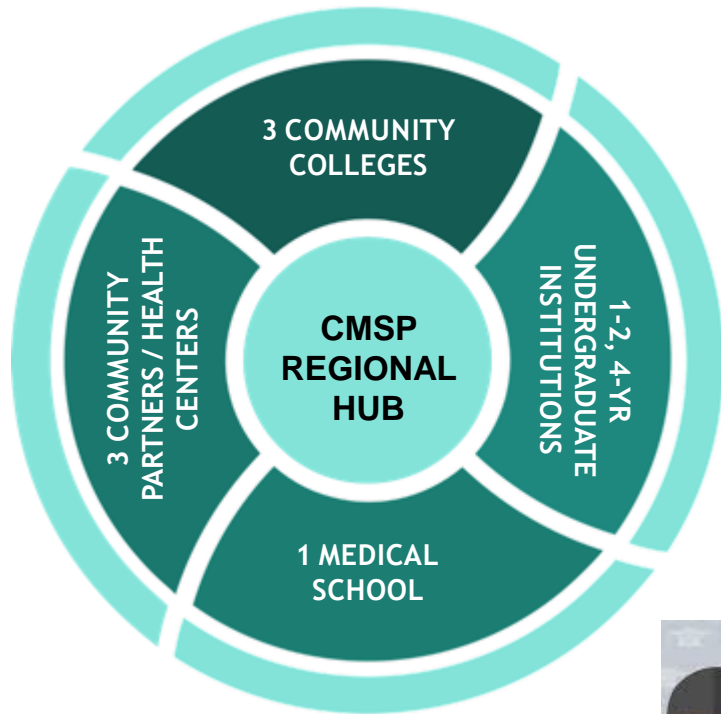 3 COMMUNITY
COLLEGES
1-2, 4-YR
UNDERGRADUATE
INSTITUTIONS
CMSP
REGIONAL
HUB
3 COMMUNITY
PARTNERS / HEALTH
CENTERS
1 MEDICAL
SCHOOL